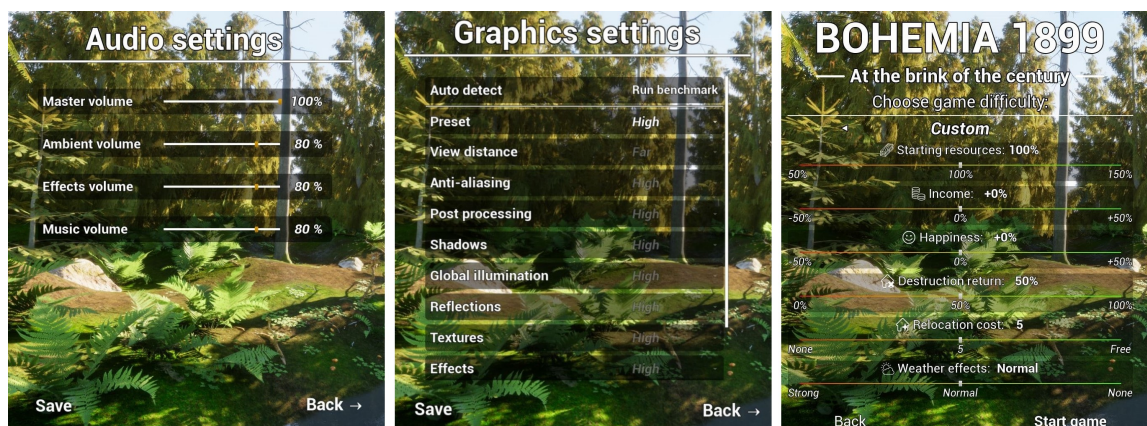 Audio settings
Master volume 100%
Ambient volume 80 %
Effects volume 80 %
Music volume 80 %
Save Back →
Graphics settings
Auto detect Run benchmark
Preset High
View distance Far
Anti-aliasing High
Post processing High
Shadows High
Global illumination High
Reflections High
Textures High
Effects High
Save Back →
BOHEMIA 1899
At the brink of the century
Choose game difficulty:
Custom
Starting resources: 100%
50% 100% 150%
Income: +0%
-50% 0% +50%
Happiness: +0%
-50% 0% +50%
Destruction return: 50%
0% 50% 100%
Relocation cost: 5
None 5 Free
Weather effects: Normal
Strong Normal None
Back Start game